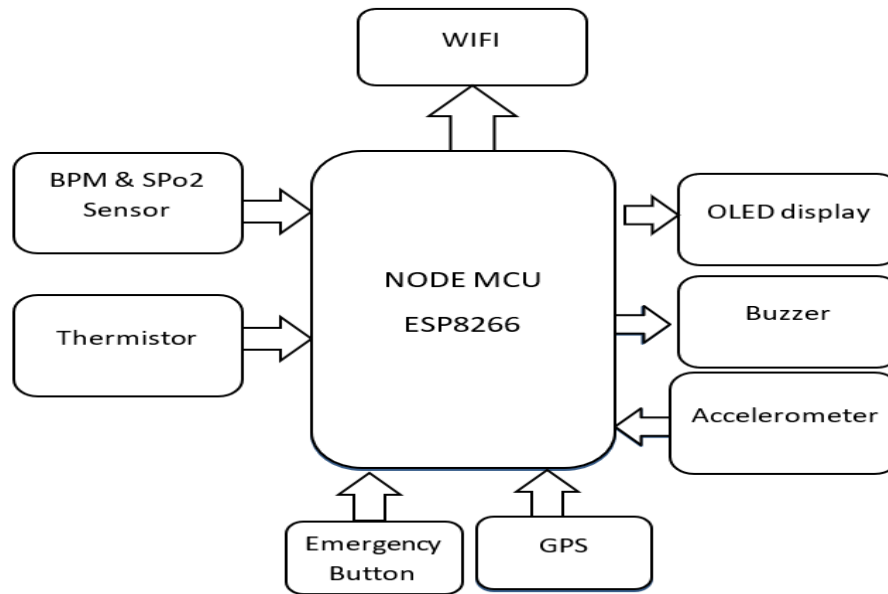 WIFI
BPM & SPo2
Sensor
OLED display
NODE MCU
ESP8266
Buzzer
Thermistor
Accelerometer
Emergency
Button
GPS